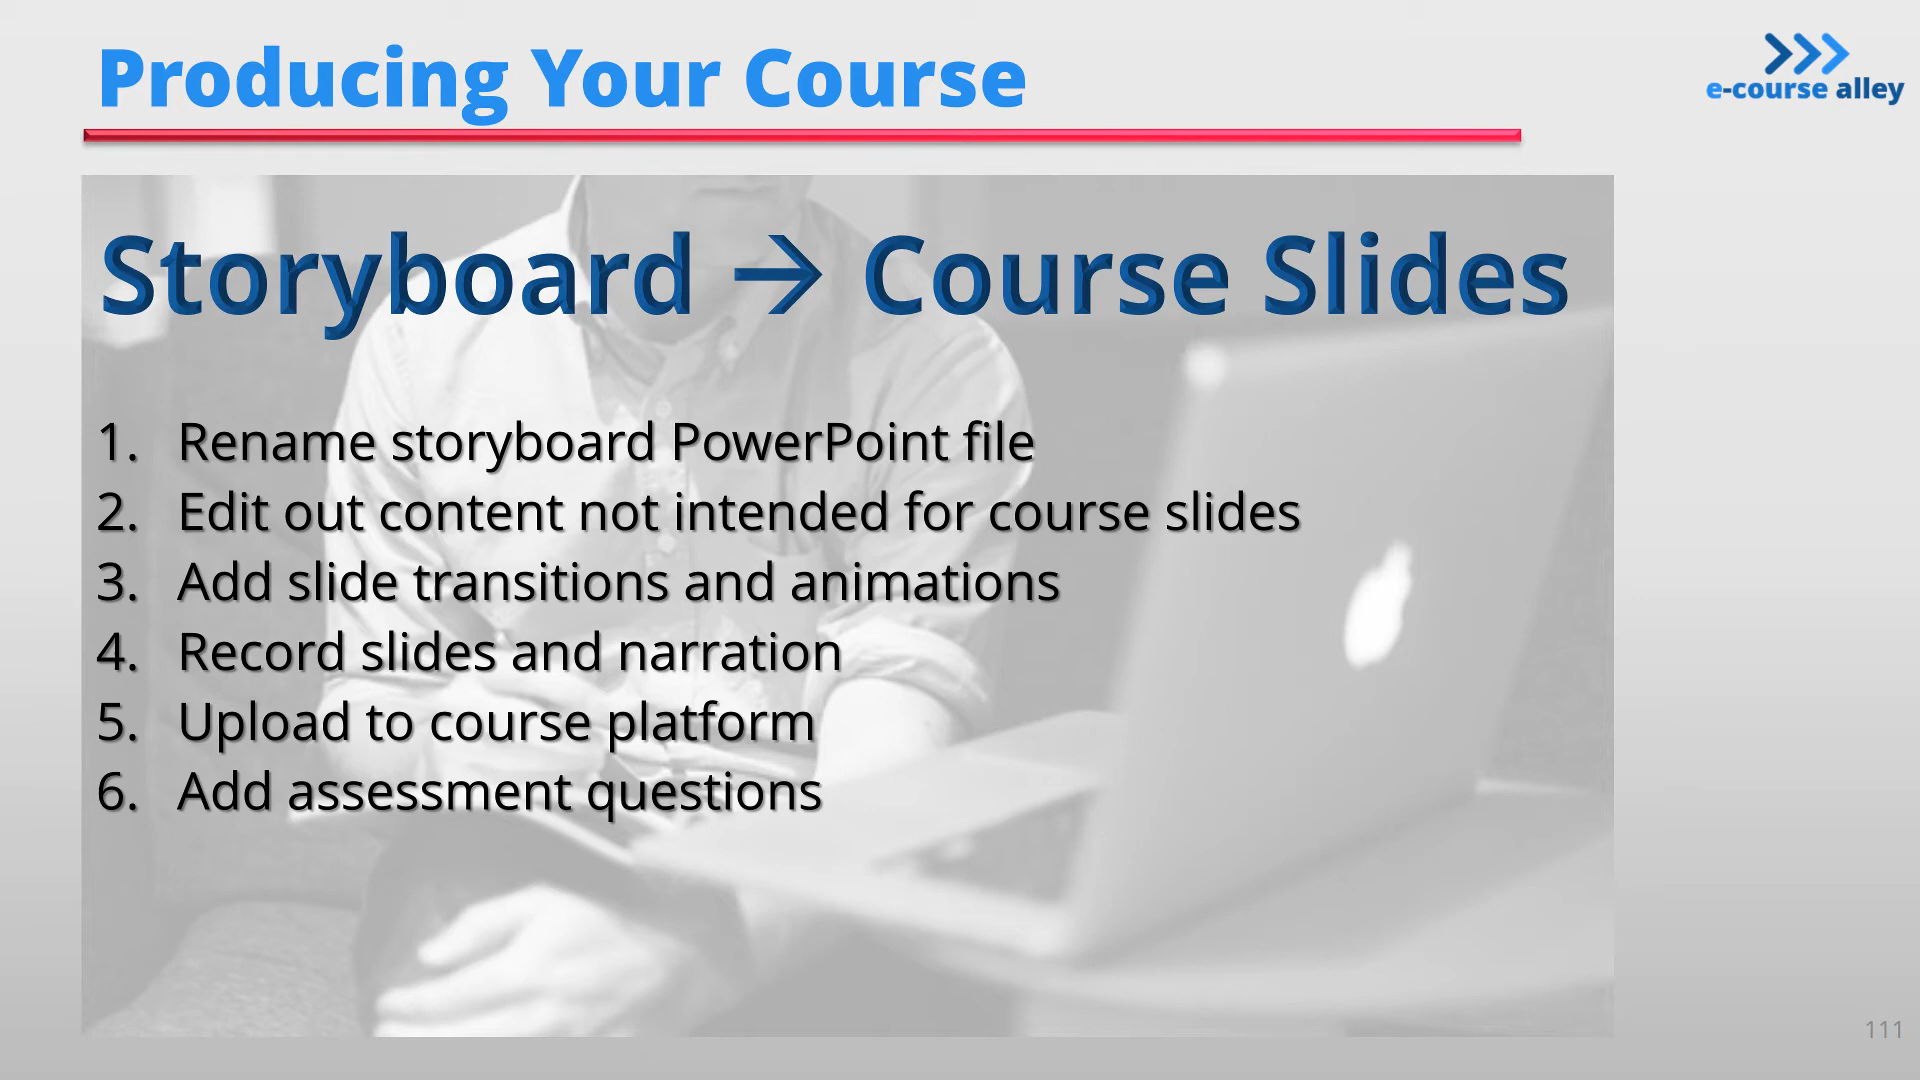 Producing Your Course
e-course alley
Storyboard → Course Slides
1. Rename storyboard PowerPoint file
2. Edit out content not intended for course slides
3. Add slide transitions and animations
4. Record slides and narration
5. Upload to course platform
6. Add assessment questions
111